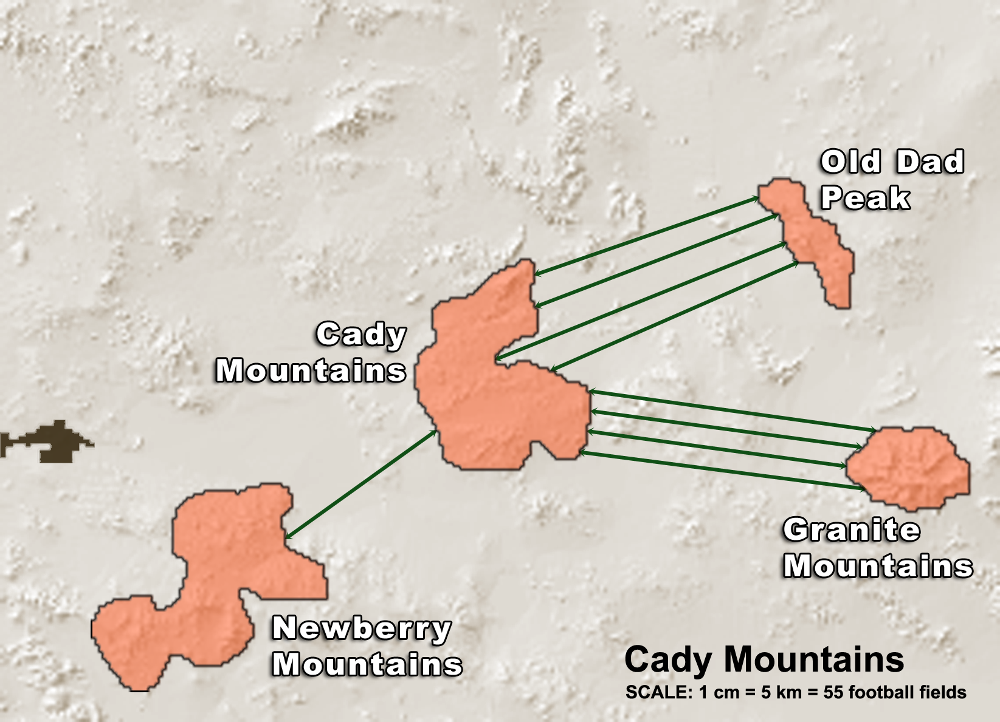 Old Dad
Peak
Cady
Mountains
Granite
Mountains
Newberry
Mountains
Cady Mountains
SCALE: 1 cm = 5 km = 55 football fields